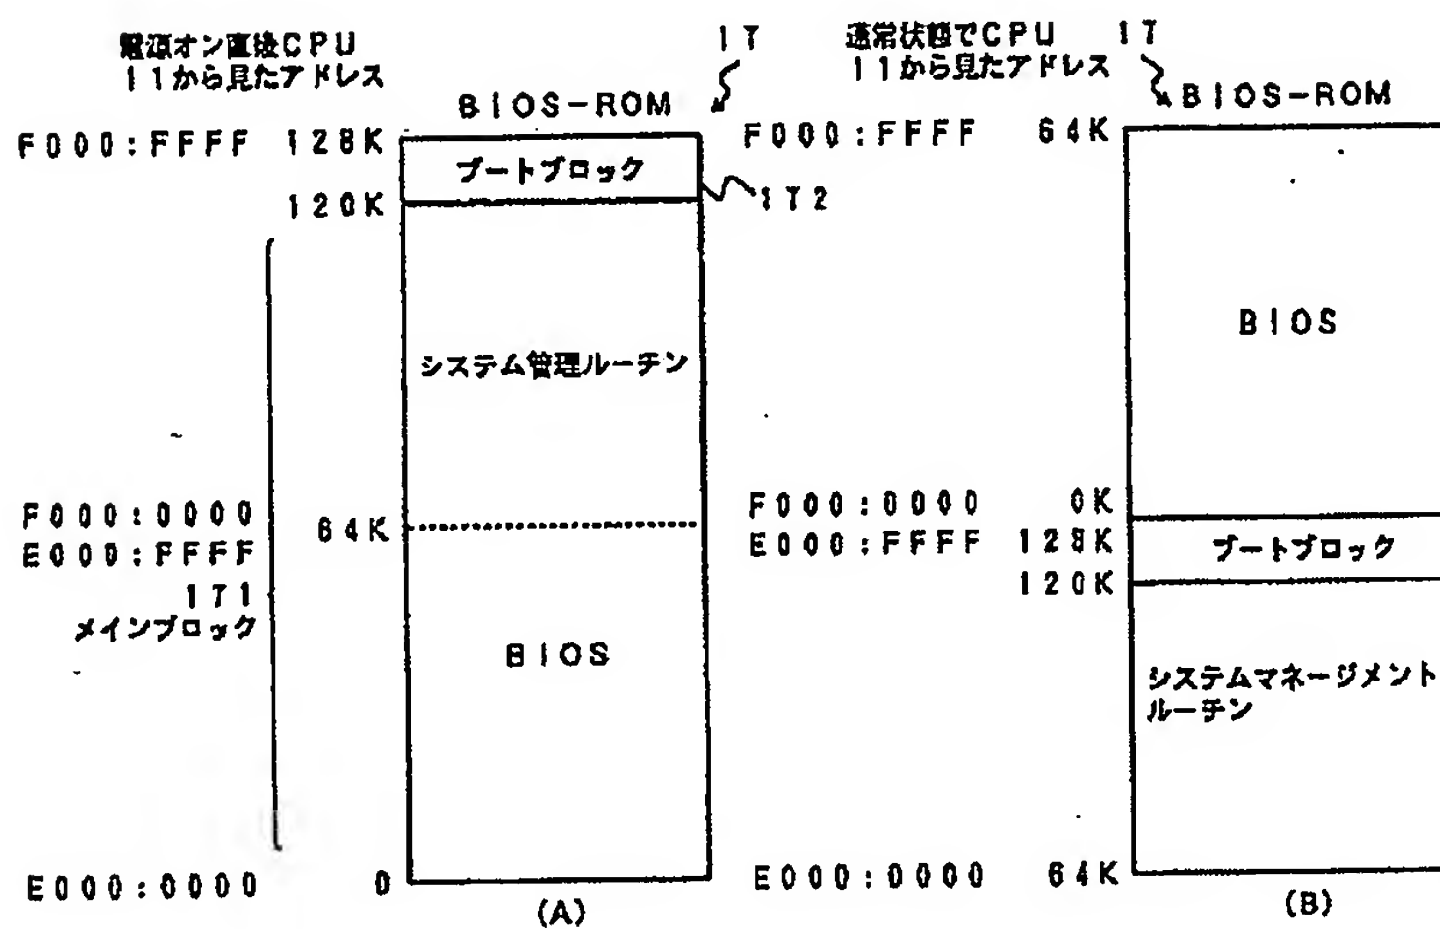 電源オン直後CPU
11から見たアドレス
17
BIOS-ROM
F000:FFFF 128K
ブートブロック
172
120K
システム管理ルーチン
F000:0000
64K
E000:FFFF
171
メインブロック
BIOS
E000:0000 0
(A)
通常状態でCPU
11から見たアドレス
17
BIOS-ROM
F000:FFFF 64K
BIOS
F000:0000 0K
E000:FFFF 128K
ブートブロック
120K
システムマネージメント
ルーチン
E000:0000 64K
(B)